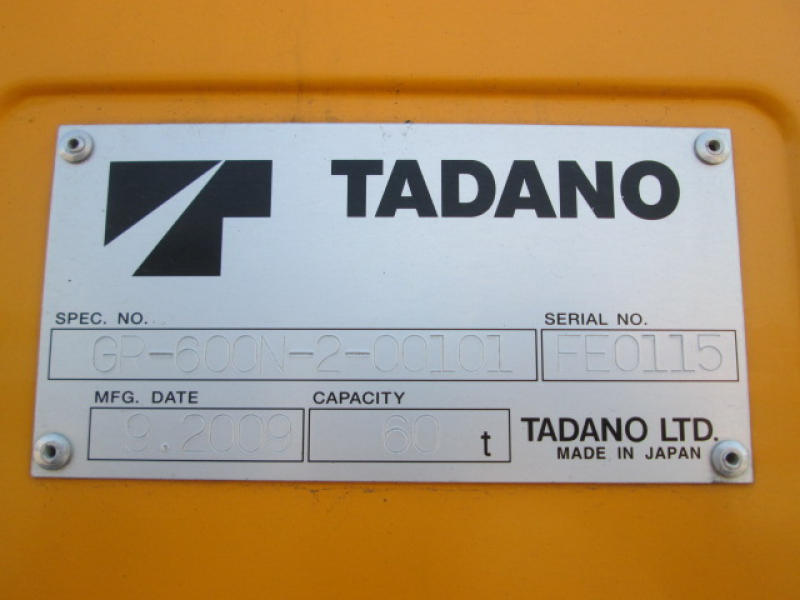 TADANO
SPEC. NO. SERIAL NO.
GR-600N-2-00101 FE0115
MFG. DATE CAPACITY
9.2009 60 t TADANO LTD.
MADE IN JAPAN